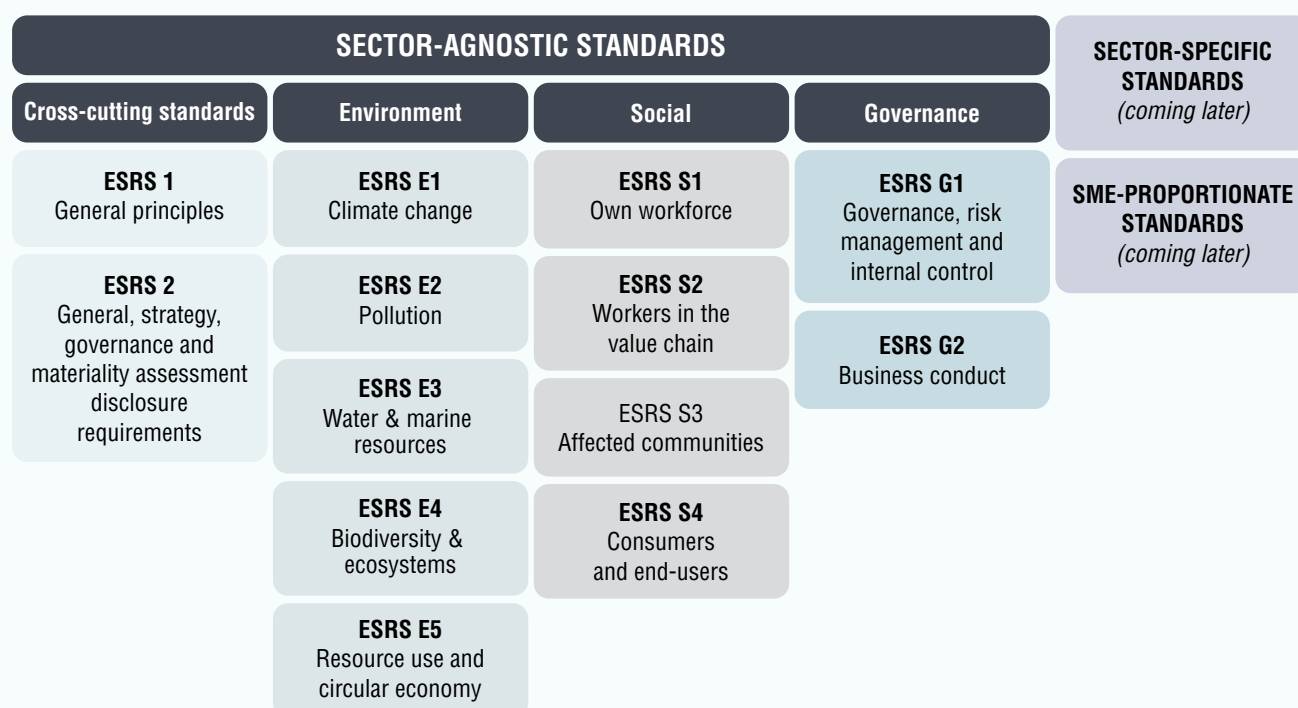 SECTOR-AGNOSTIC STANDARDS
Cross-cutting standards
ESRS 1
General principles
ESRS 2
General, strategy,
governance and
materiality assessment
disclosure
requirements
Environment
ESRS E1
Climate change
ESRS E2
Pollution
ESRS E3
Water & marine
resources
ESRS E4
Biodiversity &
ecosystems
ESRS E5
Resource use and
circular economy
Social
ESRS S1
Own workforce
ESRS S2
Workers in the
value chain
ESRS S3
Affected communities
ESRS S4
Consumers
and end-users
Governance
ESRS G1
Governance, risk
management and
internal control
ESRS G2
Business conduct
SECTOR-SPECIFIC
STANDARDS
(coming later)
SME-PROPORTIONATE
STANDARDS
(coming later)